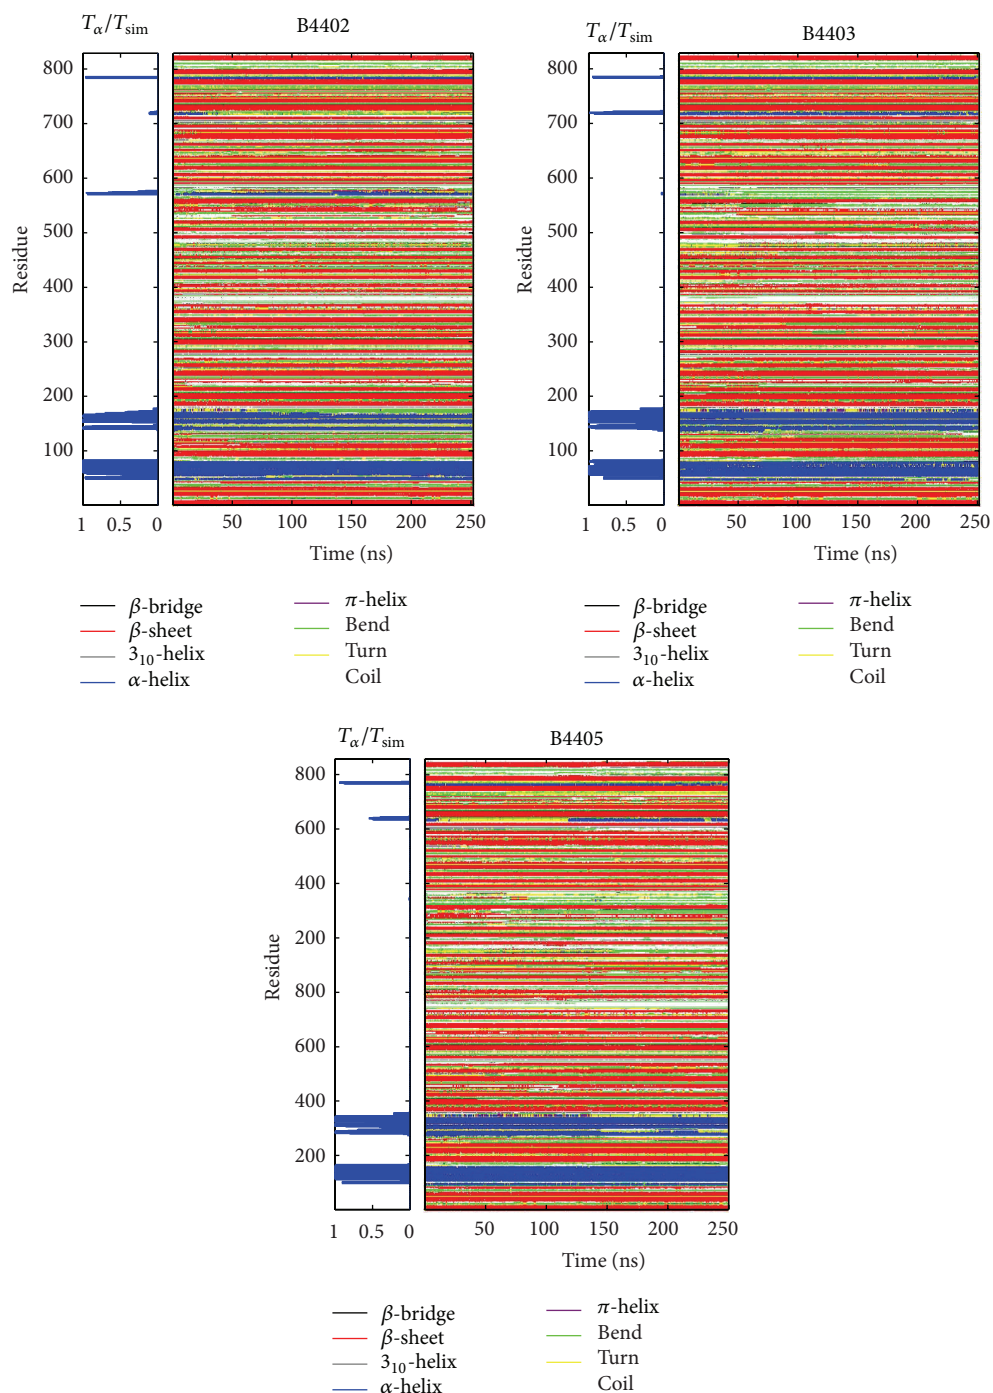 Tα/Tsim
B4402
Residue
800
700
600
500
400
300
200
100
1 0.5 0
50 100 150 200 250
Time (ns)
β-bridge
β-sheet
3₁₀-helix
α-helix
π-helix
Bend
Turn
Coil
Tα/Tsim
B4403
Residue
800
700
600
500
400
300
200
100
1 0.5 0
50 100 150 200 250
Time (ns)
β-bridge
β-sheet
3₁₀-helix
α-helix
π-helix
Bend
Turn
Coil
Tα/Tsim
B4405
Residue
800
600
400
200
800
600
400
200
1 0.5 0
50 100 150 200 250
Time (ns)
β-bridge
β-sheet
3₁₀-helix
α-helix
π-helix
Bend
Turn
Coil